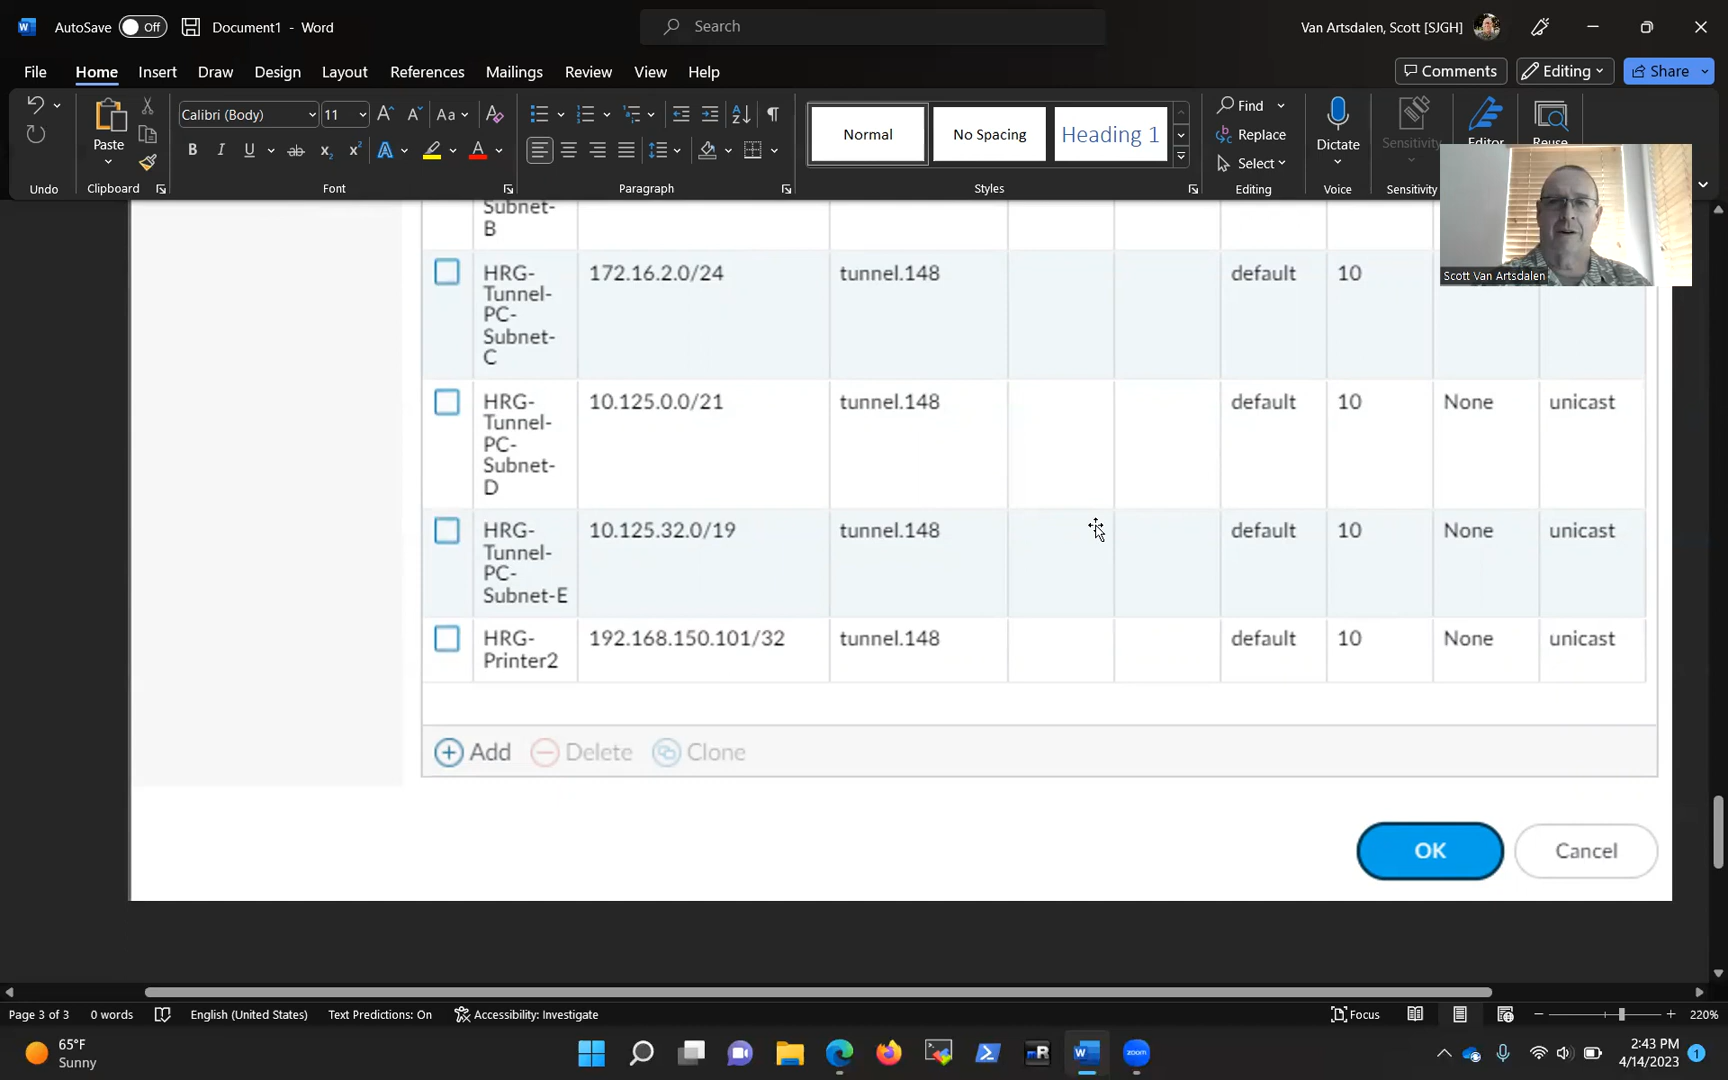 AutoSave Off Document1 - Word Search Van Artsdalen, Scott [SJGH]
File Home Insert Draw Design Layout References Mailings Review View Help Comments Editing Share
Calibri (Body) 11 Aa Find
Paste B I U ab x₂ x² A A Normal No Spacing Heading 1 Replace Dictate Sensitivity Editor Reuse
Select
Undo Clipboard Font Paragraph Styles Editing Voice Sensitivity
Scott Van Artsdalen
Subnet-
B
HRG- 172.16.2.0/24 tunnel.148 default 10
Tunnel-
PC-
Subnet-
C
HRG- 10.125.0.0/21 tunnel.148 default 10 None unicast
Tunnel-
PC-
Subnet-
D
HRG- 10.125.32.0/19 tunnel.148 default 10 None unicast
Tunnel-
PC-
Subnet-E
HRG- 192.168.150.101/32 tunnel.148 default 10 None unicast
Printer2
Add Delete Clone
OK Cancel
Page 3 of 3 0 words English (United States) Text Predictions: On Accessibility: Investigate Focus 220%
65°F
Sunny
zoom
2:43 PM
4/14/2023 1